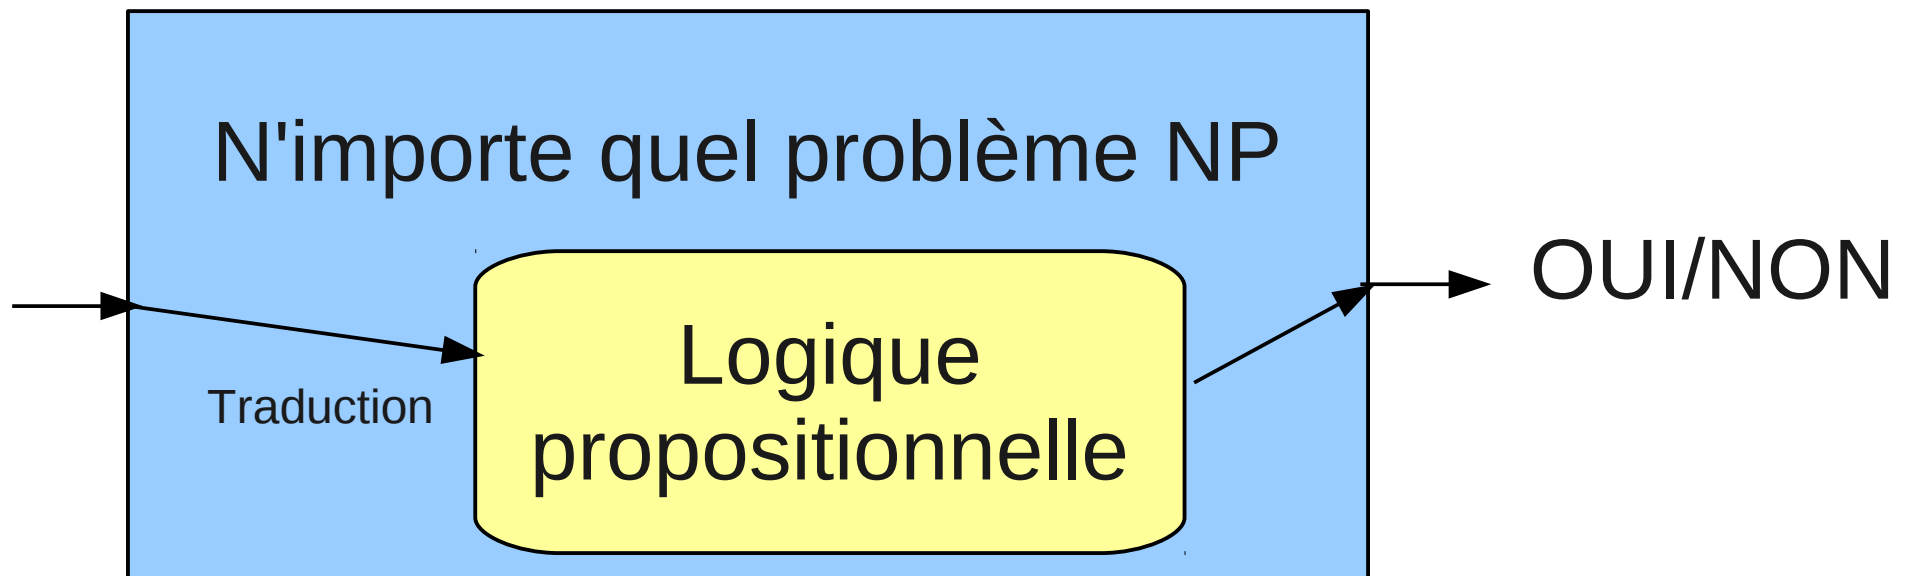 N'importe quel problème NP
OUI/NON
Logique
propositionnelle
Traduction